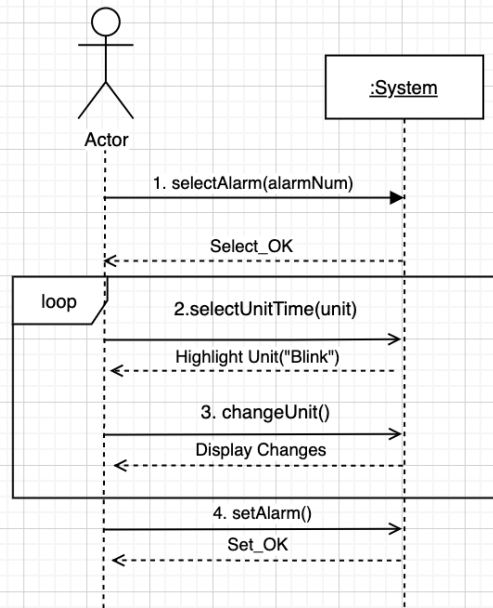 :System
Actor
1. selectAlarm(alarmNum)
Select_OK
loop
2.selectUnitTime(unit)
Highlight Unit("Blink")
3. changeUnit()
Display Changes
4. setAlarm()
Set_OK